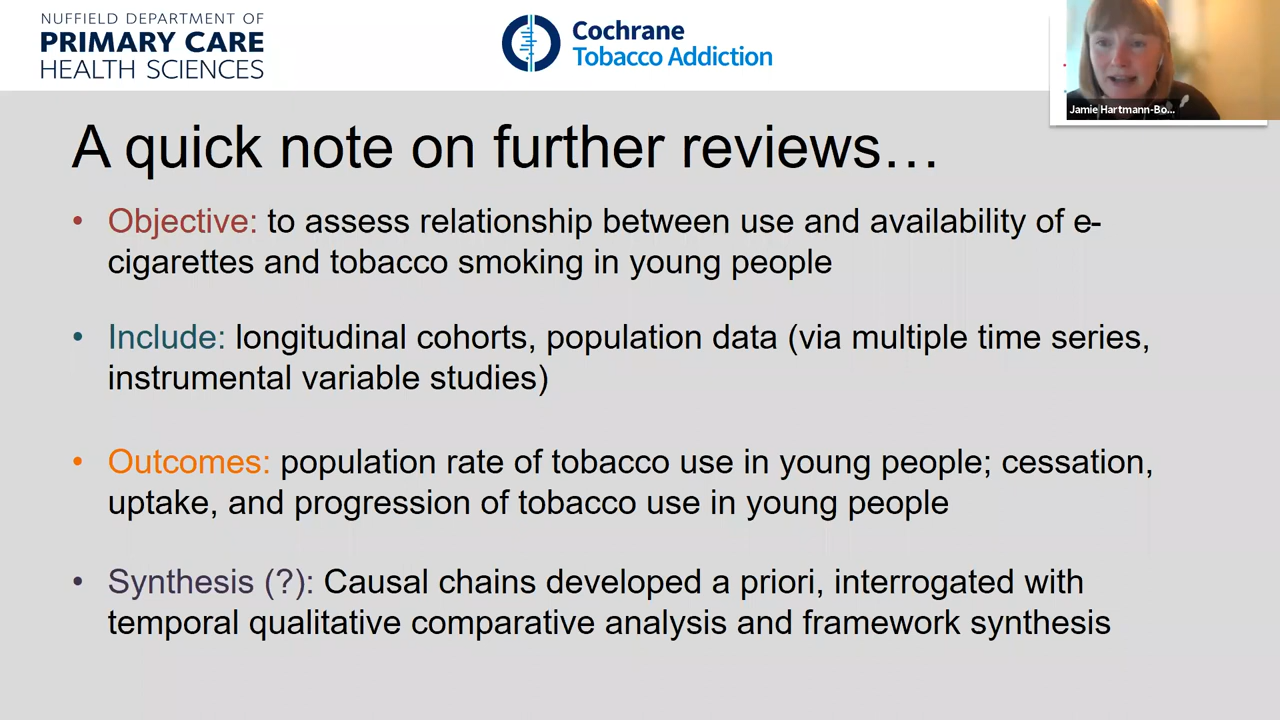 NUFFIELD DEPARTMENT OF
PRIMARY CARE
HEALTH SCIENCES
Cochrane
Tobacco Addiction
Jamie Hartmann-Bo...
A quick note on further reviews…
• Objective: to assess relationship between use and availability of e-
cigarettes and tobacco smoking in young people
• Include: longitudinal cohorts, population data (via multiple time series,
instrumental variable studies)
• Outcomes: population rate of tobacco use in young people; cessation,
uptake, and progression of tobacco use in young people
• Synthesis (?): Causal chains developed a priori, interrogated with
temporal qualitative comparative analysis and framework synthesis